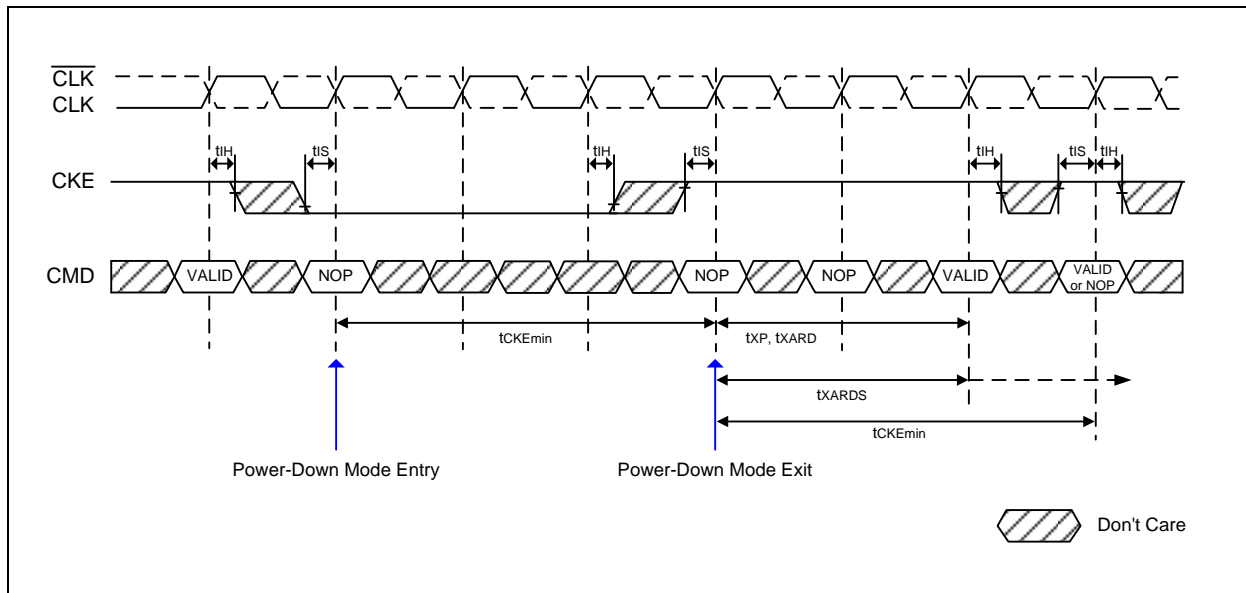 CLK
CLK
tIH tIS tIH tIS tIH tIS tIH
CKE
CMD VALID NOP NOP NOP VALID VALID
or NOP
tCKEmin tXP, tXARD
tXARDS
tCKEmin
Power-Down Mode Entry Power-Down Mode Exit
Don't Care